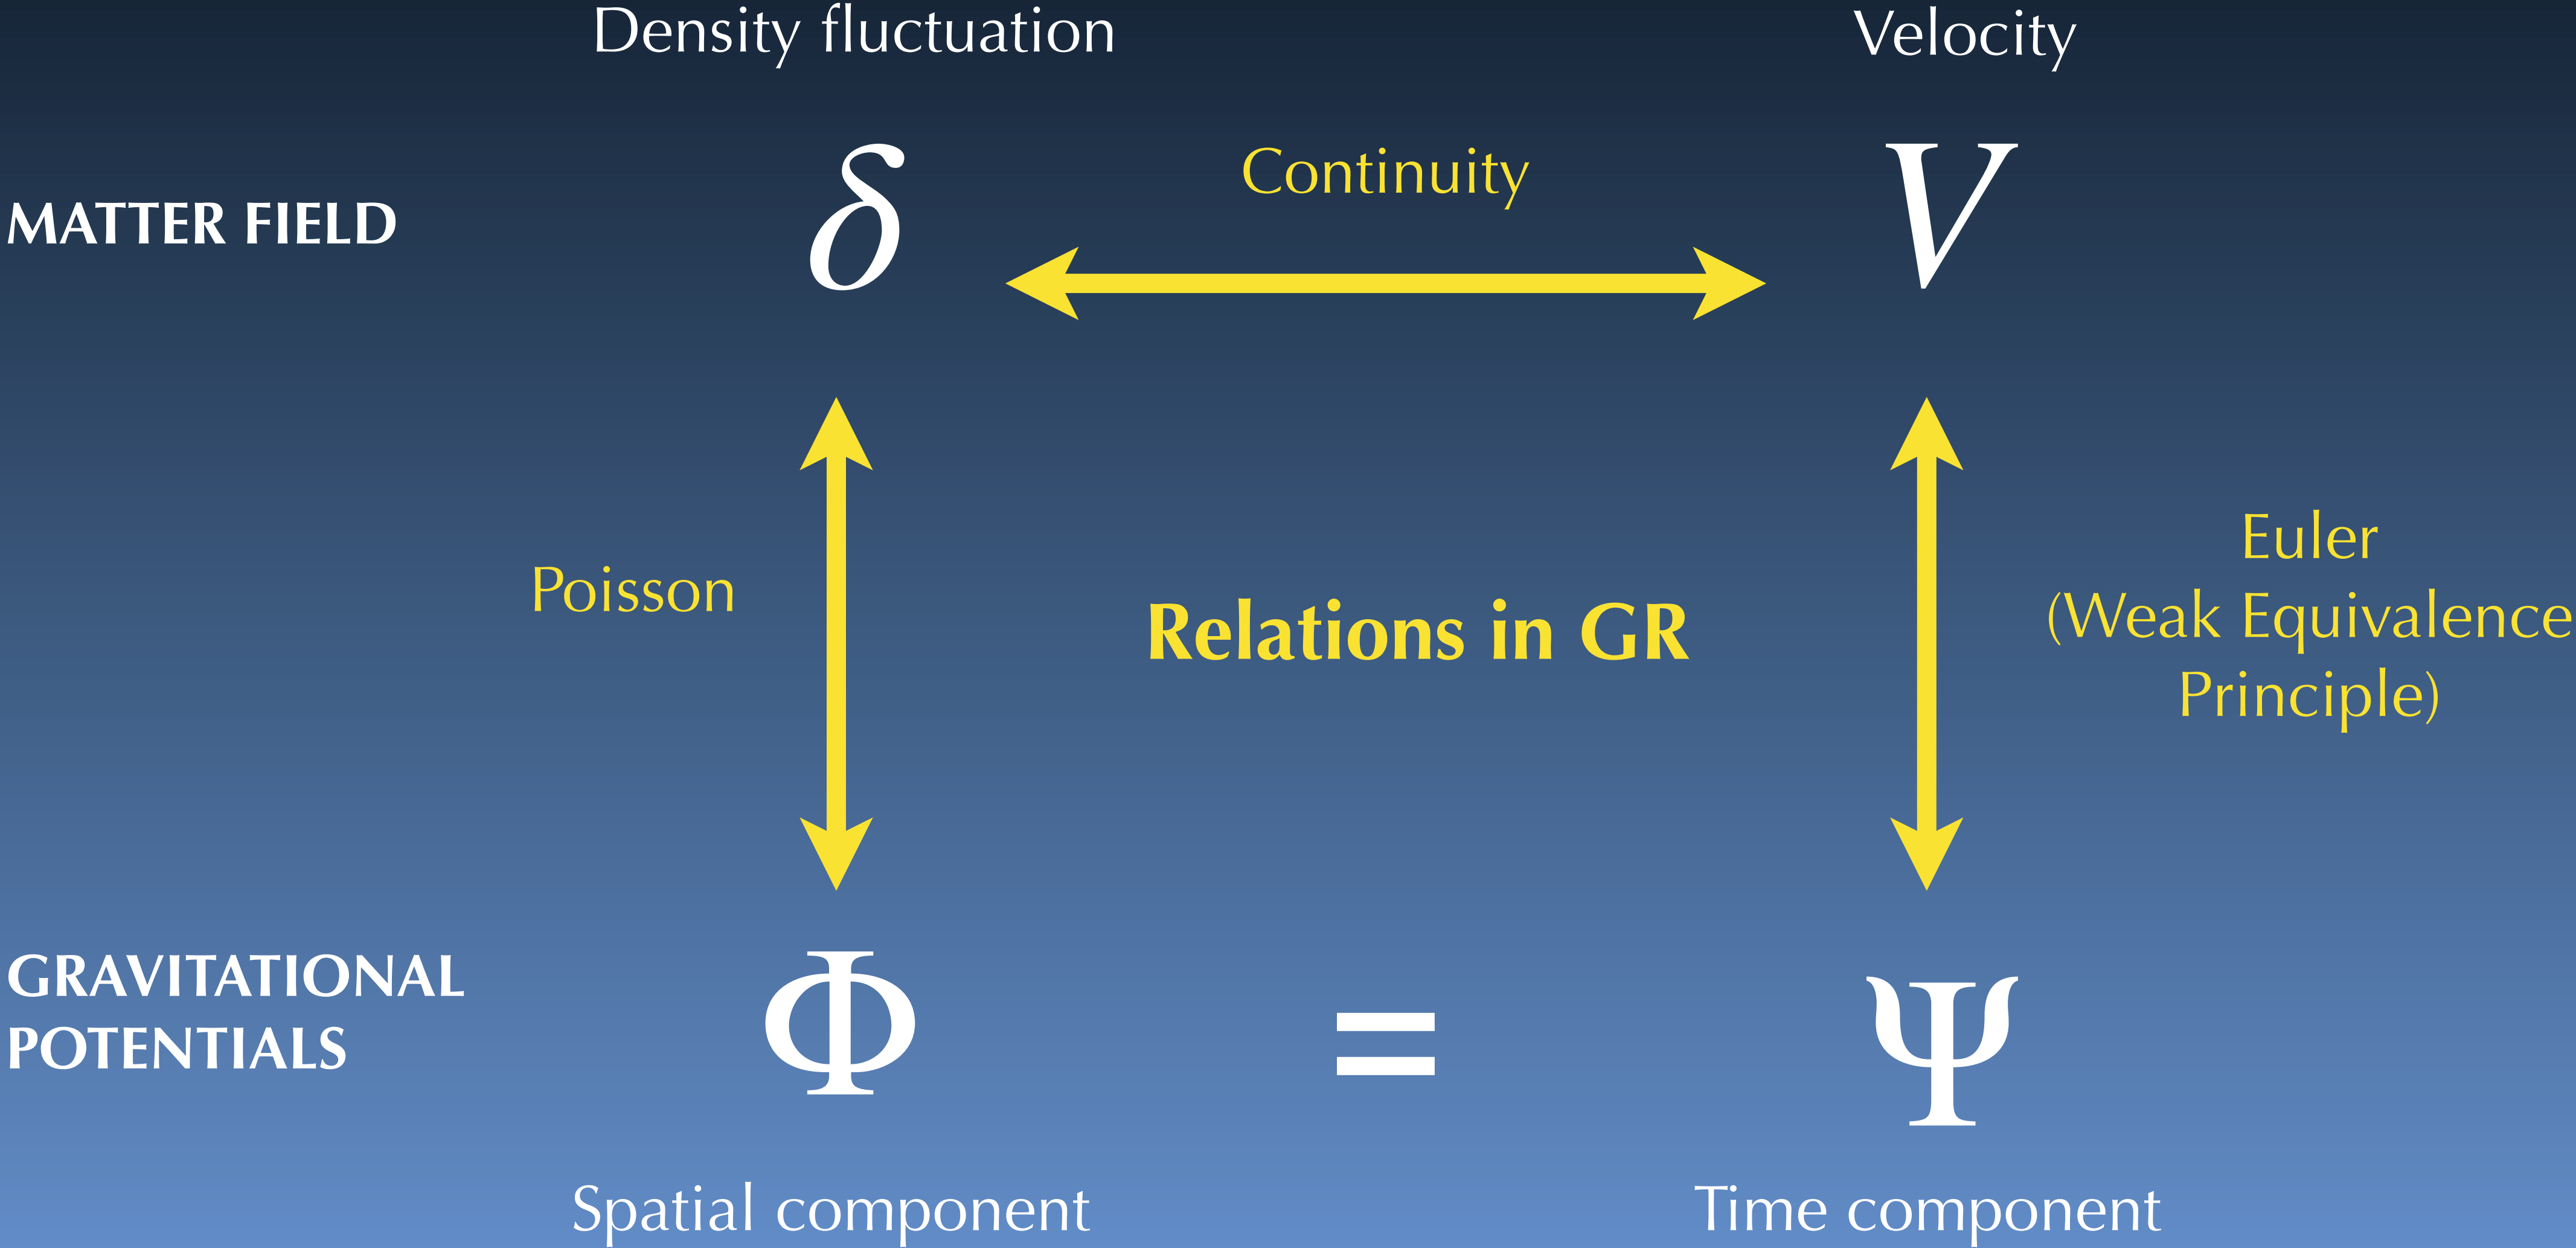 Density fluctuation
Velocity
MATTER FIELD
δ
Continuity
V
Poisson
Relations in GR
Euler
(Weak Equivalence
Principle)
GRAVITATIONAL
POTENTIALS
Φ
=
Ψ
Spatial component
Time component